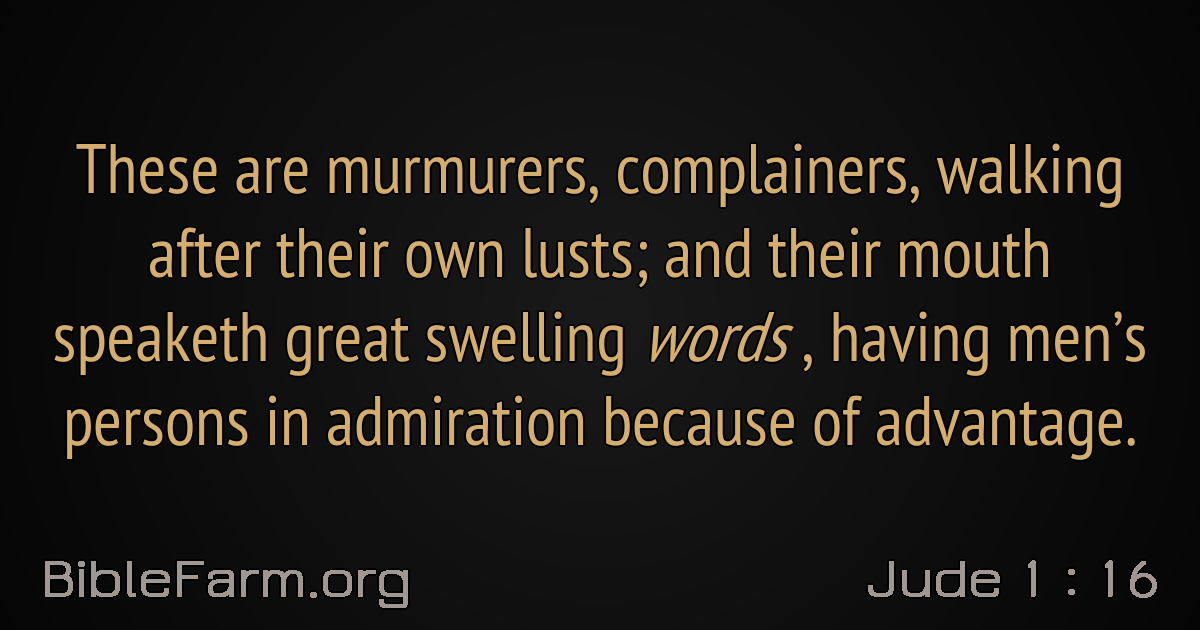 These are murmurers, complainers, walking
after their own lusts; and their mouth
speaketh great swelling words , having men’s
persons in admiration because of advantage.
BibleFarm.org
Jude 1 : 16